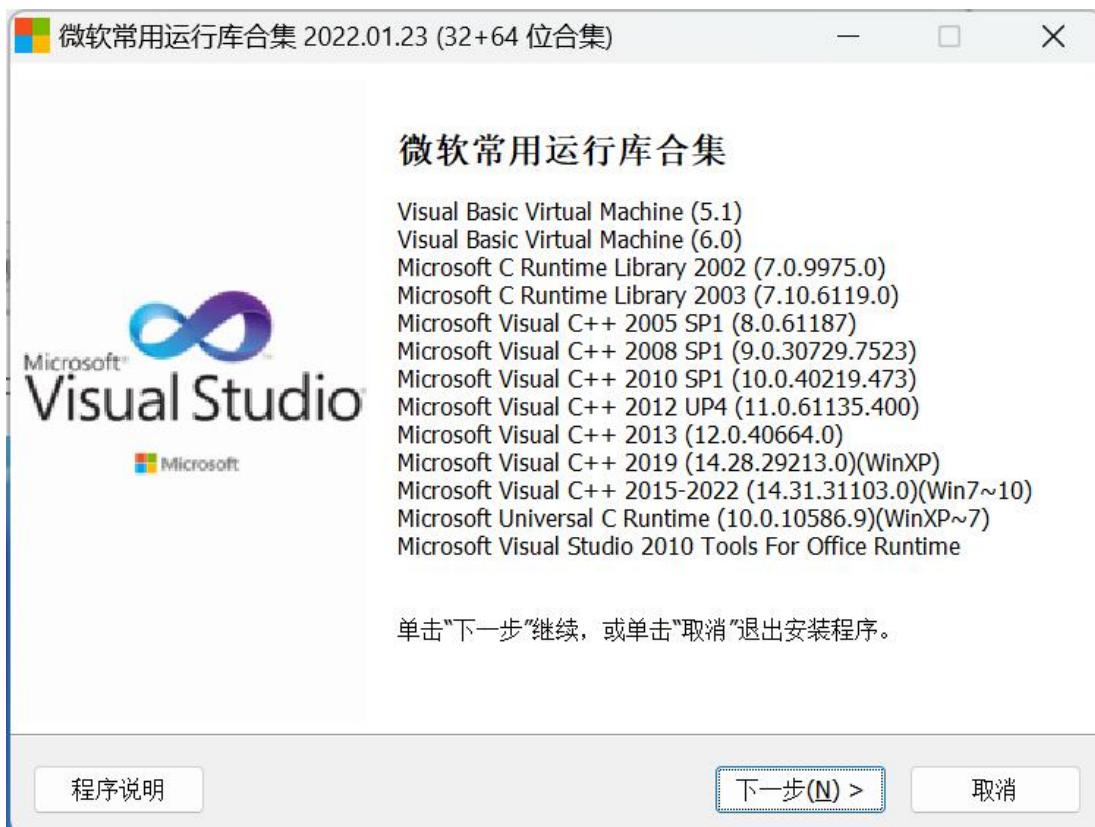 微软常用运行库合集 2022.01.23 (32+64 位合集)
微软常用运行库合集
Visual Basic Virtual Machine (5.1)
Visual Basic Virtual Machine (6.0)
Microsoft C Runtime Library 2002 (7.0.9975.0)
Microsoft C Runtime Library 2003 (7.10.6119.0)
Microsoft Visual C++ 2005 SP1 (8.0.61187)
Microsoft Visual C++ 2008 SP1 (9.0.30729.7523)
Microsoft Visual C++ 2010 SP1 (10.0.40219.473)
Microsoft Visual C++ 2012 UP4 (11.0.61135.400)
Microsoft Visual C++ 2013 (12.0.40664.0)
Microsoft Visual C++ 2019 (14.28.29213.0)(WinXP)
Microsoft Visual C++ 2015-2022 (14.31.31103.0)(Win7~10)
Microsoft Universal C Runtime (10.0.10586.9)(WinXP~7)
Microsoft Visual Studio 2010 Tools For Office Runtime
Microsoft®
Visual Studio
Microsoft
单击"下一步"继续，或单击"取消"退出安装程序。
程序说明
下一步(N) >
取消